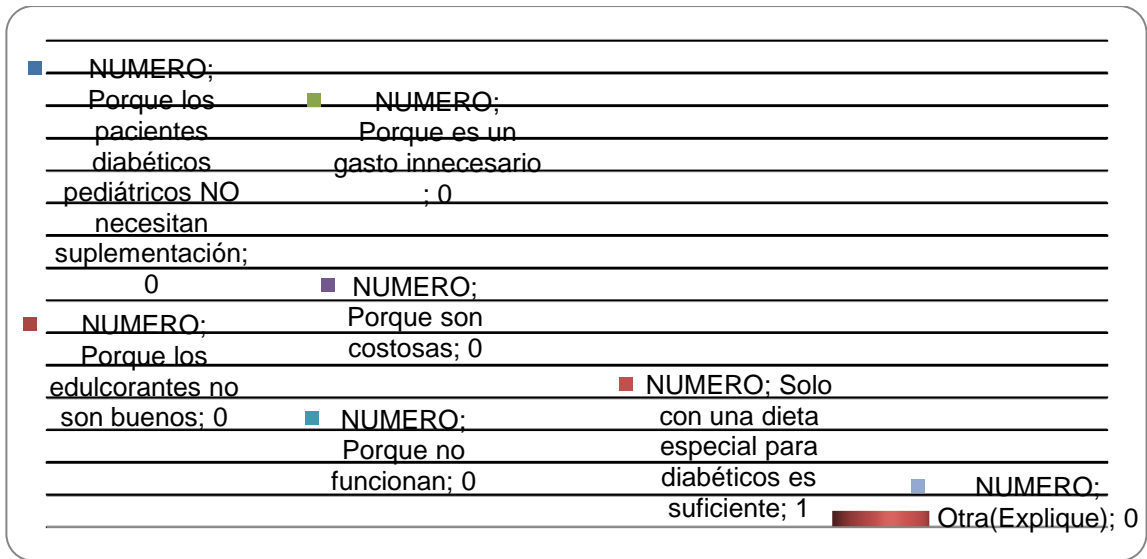 NUMERO;
Porque los
pacientes
diabéticos
pediátricos NO
necesitan
suplementación;
0
NUMERO;
Porque los
edulcorantes no
son buenos; 0
NUMERO;
Porque es un
gasto innecesario
; 0
NUMERO;
Porque son
costosas; 0
NUMERO;
Porque no
funcionan; 0
NUMERO; Solo
con una dieta
especial para
diabéticos es
suficiente; 1
NUMERO;
Otra(Explique); 0